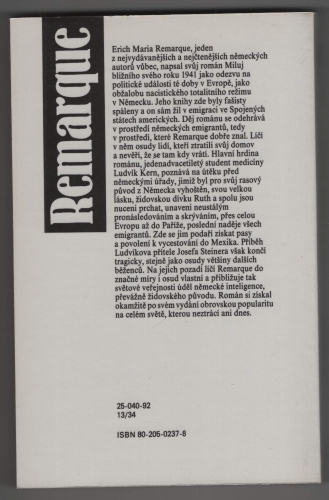 Remarque
Erich Maria Remarque, jeden
z nejvydávanějších a nejčtenějších německých
autorů vůbec, napsal svůj román Miluj
bližního svého roku 1941 jako odezvu na
politické události té doby v Evropě, jako
obžalobu nacistického totalitního režimu
v Německu. Jeho knihy zde byly fašisty
spáleny a on sám žil v emigraci ve Spojených
státech amerických. Děj románu se odehrává
v prostředí německých emigrantů, tedy
v prostředí, které Remarque dobře znal. Líčí
v něm osudy lidí, kteří ztratili svůj domov
a nevěří, že se tam kdy vrátí. Hlavní hrdina
románu, jedenadvacetiletý student medicíny
Ludvík Kern, poznává na útěku před
německými úřady, jimiž byl pro svůj rasový
původ z Německa vyhoštěn, svou velkou
lásku, židovskou dívku Ruth a spolu jsou
nuceni prchat, unaveni neustálým
pronásledováním a skrýváním, přes celou
Evropu až do Paříže, poslední naděje všech
emigrantů. Zde se jim podaří získat pasy
a povolení k vycestování do Mexika. Příběh
Ludvíkova přítele Josefa Steinera však končí
tragicky, stejně jako osudy většiny dalších
běženců. Na jejich pozadí líčí Remarque do
značné míry i osud vlastní a přibližuje tak
světové veřejnosti úděl německé inteligence,
převážně židovského původu. Román si získal
okamžitě po svém vydání obrovskou popularitu
na celém světě, kterou neztrácí ani dnes.
25-040-92
13/34
ISBN 80-205-0237-8